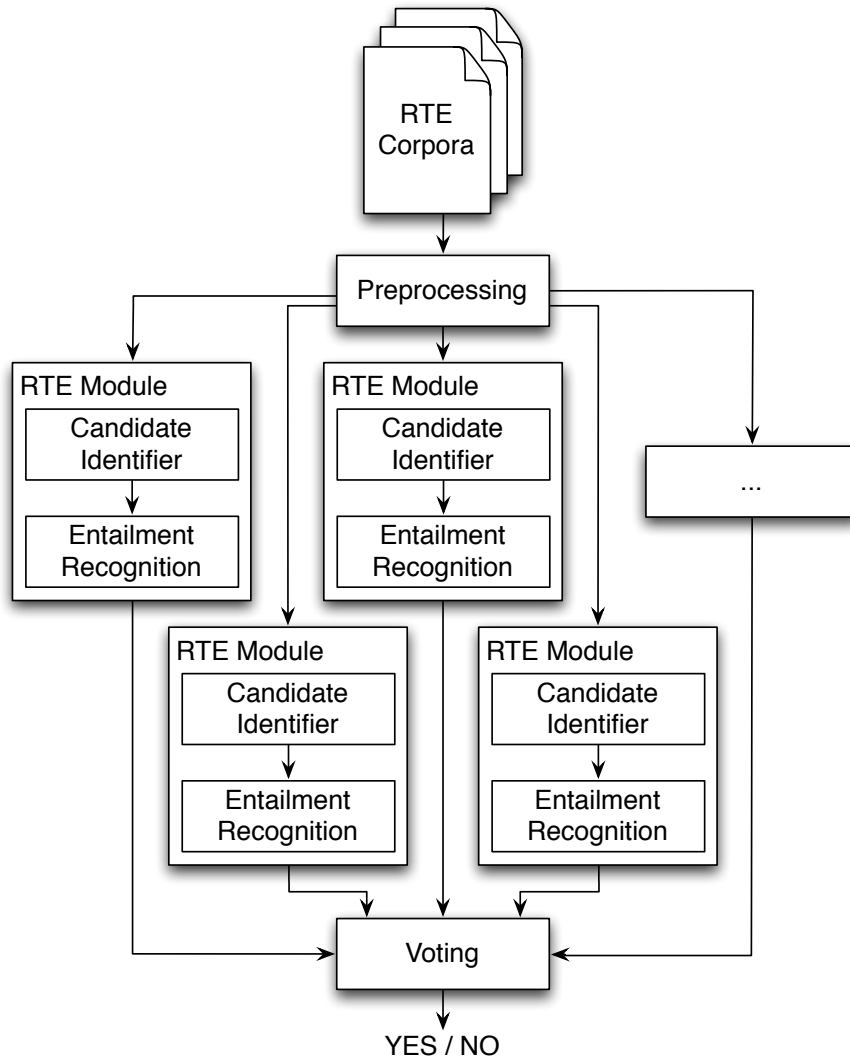 RTE
Corpora
Preprocessing
RTE Module
Candidate
Identifier
Entailment
Recognition
RTE Module
Candidate
Identifier
Entailment
Recognition
...
RTE Module
Candidate
Identifier
Entailment
Recognition
RTE Module
Candidate
Identifier
Entailment
Recognition
Voting
YES / NO